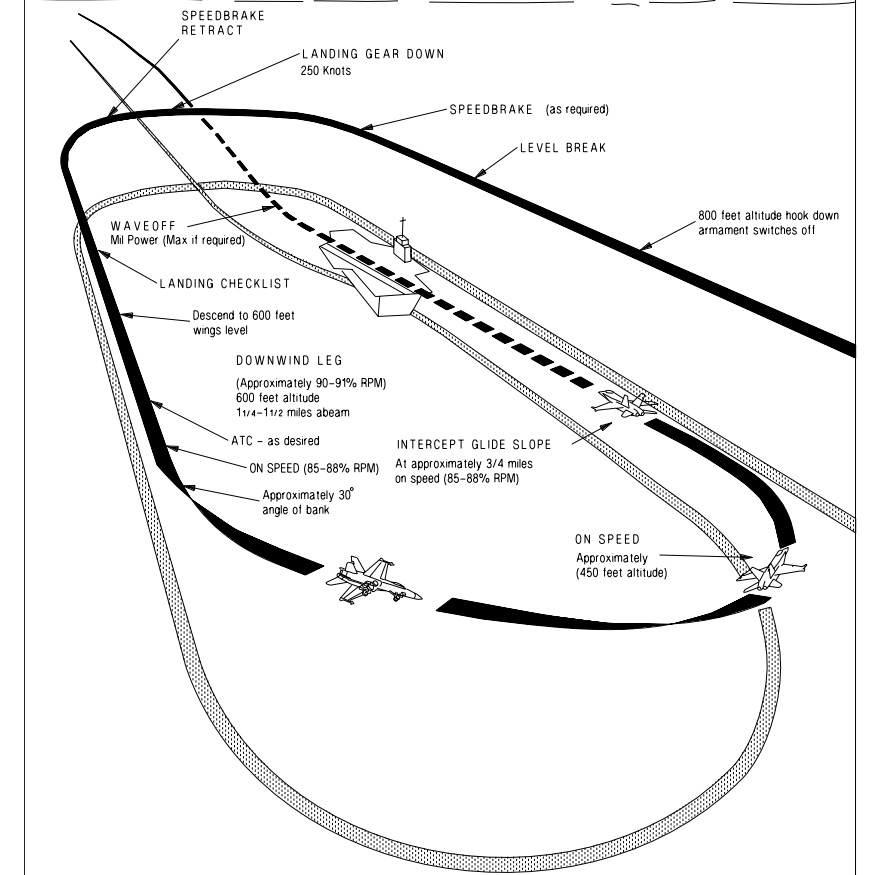 SPEEDBRAKE
RETRACT
LANDING GEAR DOWN
250 Knots
SPEEDBRAKE (as required)
LEVEL BREAK
800 feet altitude hook down
armament switches off
WAVEOFF
Mil Power (Max if required)
LANDING CHECKLIST
Descend to 600 feet
wings level
DOWNWIND LEG
(Approximately 90-91% RPM)
600 feet altitude
1 1/4-1 1/2 miles abeam
ATC - as desired
ON SPEED (85-88% RPM)
Approximately 30°
angle of bank
INTERCEPT GLIDE SLOPE
At approximately 3/4 miles
on speed (85-88% RPM)
ON SPEED
Approximately
(450 feet altitude)